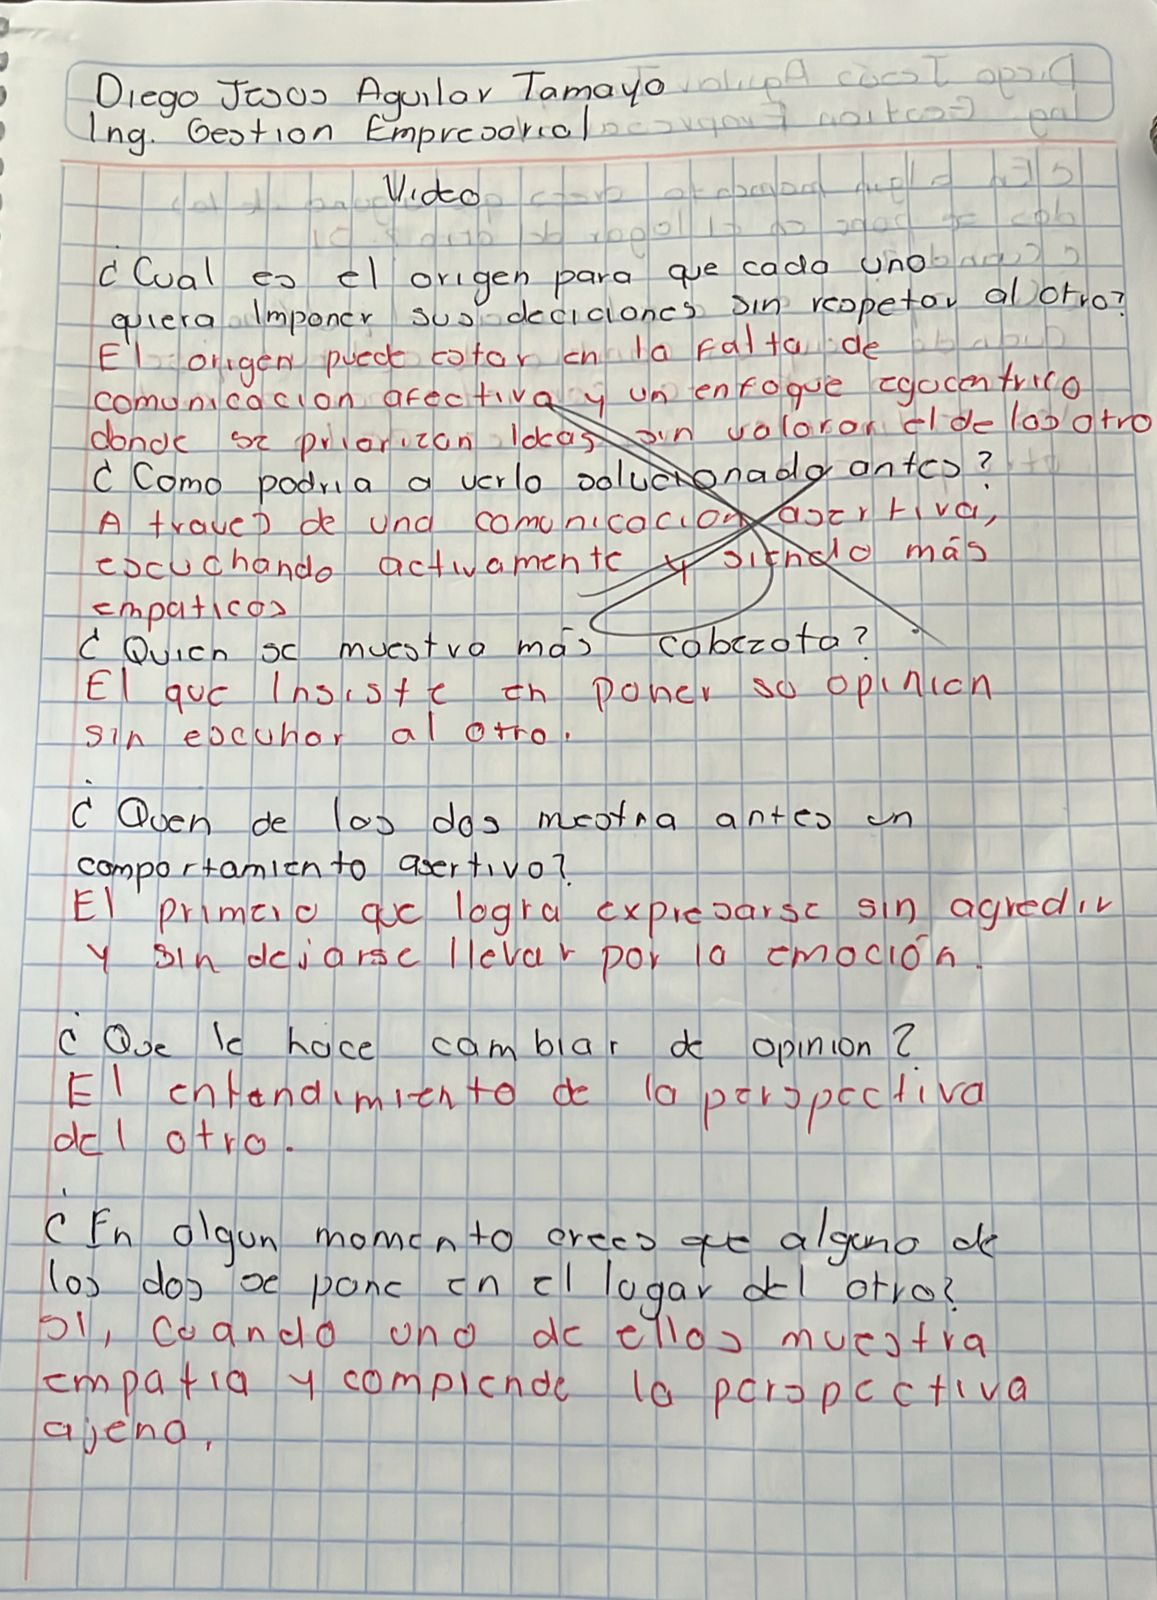 Diego Jesus Aguilar Tamayo
Ing. Gestion Empresarial
Video
¿Cual es el origen para que cada uno
quiera Imponer sus deciciones sin respetar al otro?
El origen puede estar en la falta de
comunicacion afectiva y un enfoque egocentrico
donde se priorizan Ideas sin valorar el de los otro
¿Como podria a verlo solucionado antes?
A traves de una comunicacion asertiva,
escuchando activamente y siendo más
empaticos
¿Quien se muestra más cabezota?
El que Insiste en poner su opinion
sin escuhar al otro.
¿Quen de los dos mestra antes en
comportamiento asertivo?
El primero que logra expresarse sin agredir
y sin dejarse llevar por la emoción.
¿Que le hace cambiar de opinion?
El entendimiento de la perspectiva
del otro.
¿En algun momento crees que alguno de
los dos se pone en el lugar del otro?
Si, cuando uno de ellos muestra
empatia y comprende la perspectiva
ajena.